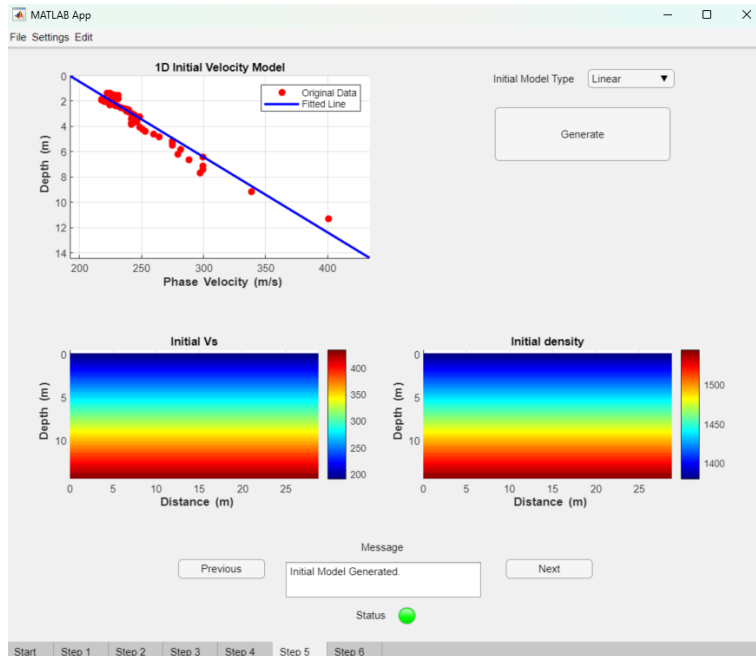 MATLAB App
File Settings Edit
1D Initial Velocity Model
Initial Model Type Linear
Original Data
Fitted Line
Generate
0
2
4
6
8
10
12
14
Depth (m)
200 250 300 350 400
Phase Velocity (m/s)
Initial Vs
0
5
10
Depth (m)
0 5 10 15 20 25
Distance (m)
400
350
300
250
200
Initial density
0
5
10
Depth (m)
0 5 10 15 20 25
Distance (m)
1500
1450
1400
Message
Previous
Initial Model Generated.
Next
Status
Start Step 1 Step 2 Step 3 Step 4 Step 5 Step 6